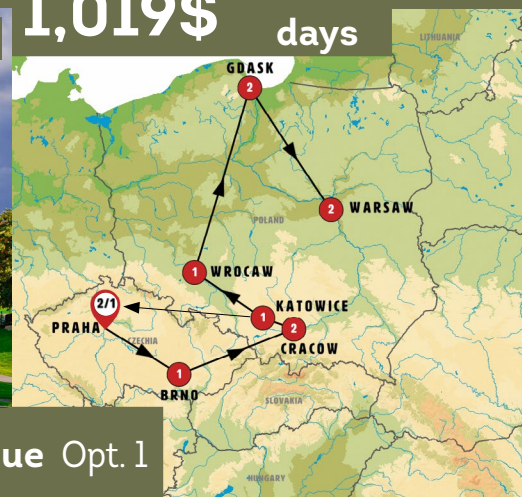 1,019$
days
LITHUANIA
GDASK
2
2
WARSAW
POLAND
1
WROCAW
2/1
KATOWICE
1
2
PRAHA
CZECHIA
CRACOW
1
BRNO
SLOVAKIA
ue Opt. 1
HUNGARY